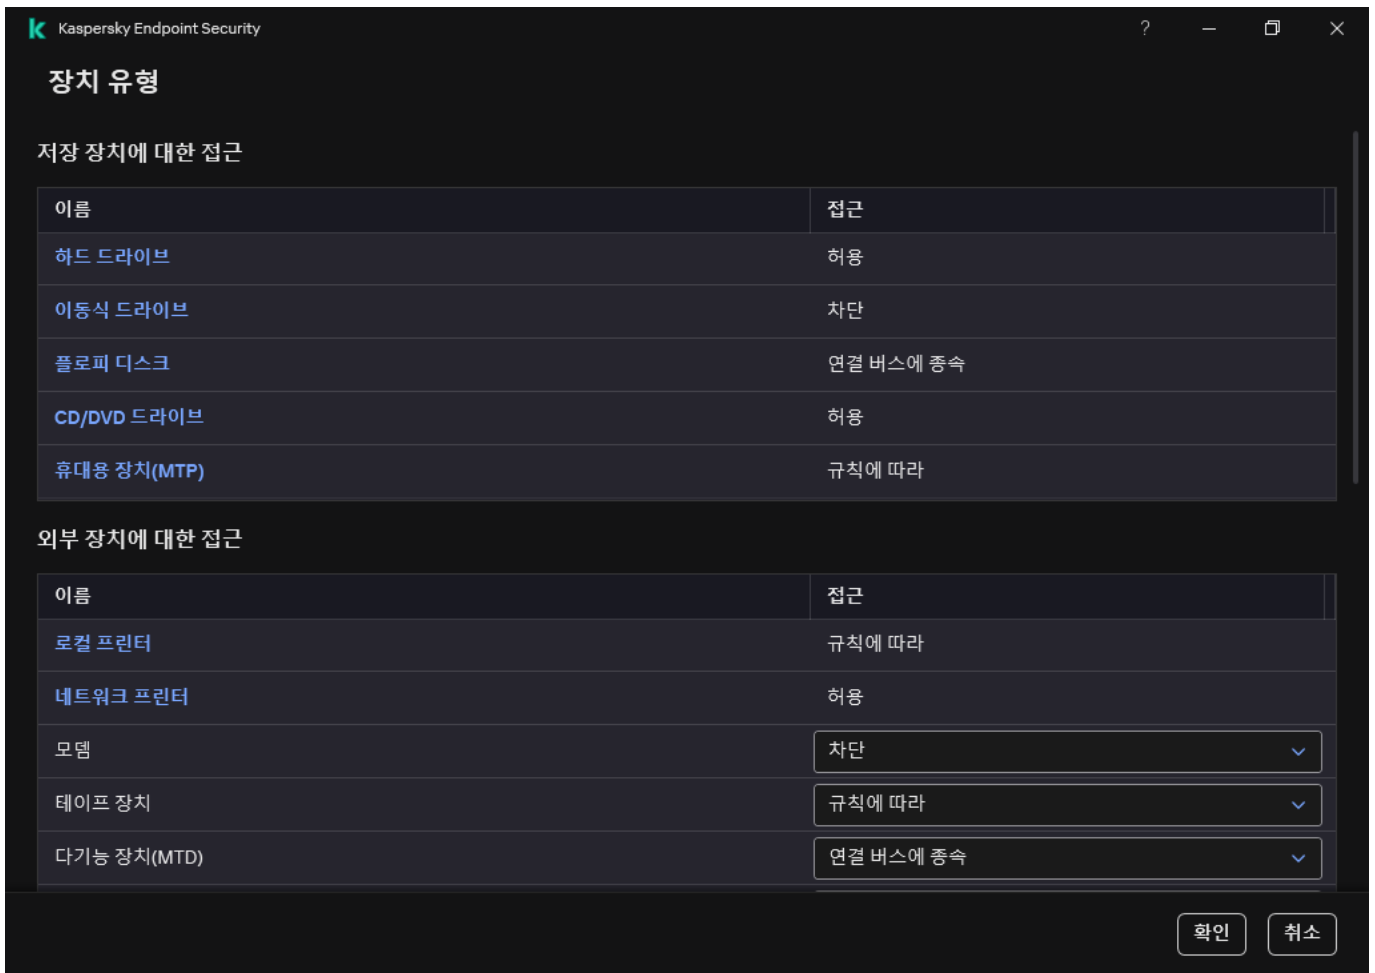 Kaspersky Endpoint Security
?
장치 유형
저장 장치에 대한 접근
이름 접근
하드 드라이브 허용
이동식 드라이브 차단
플로피 디스크 연결 버스에 종속
CD/DVD 드라이브 허용
휴대용 장치(MTP) 규칙에 따라
외부 장치에 대한 접근
이름 접근
로컬 프린터 규칙에 따라
네트워크 프린터 허용
모뎀 차단
테이프 장치 규칙에 따라
다기능 장치(MTD) 연결 버스에 종속
확인 취소